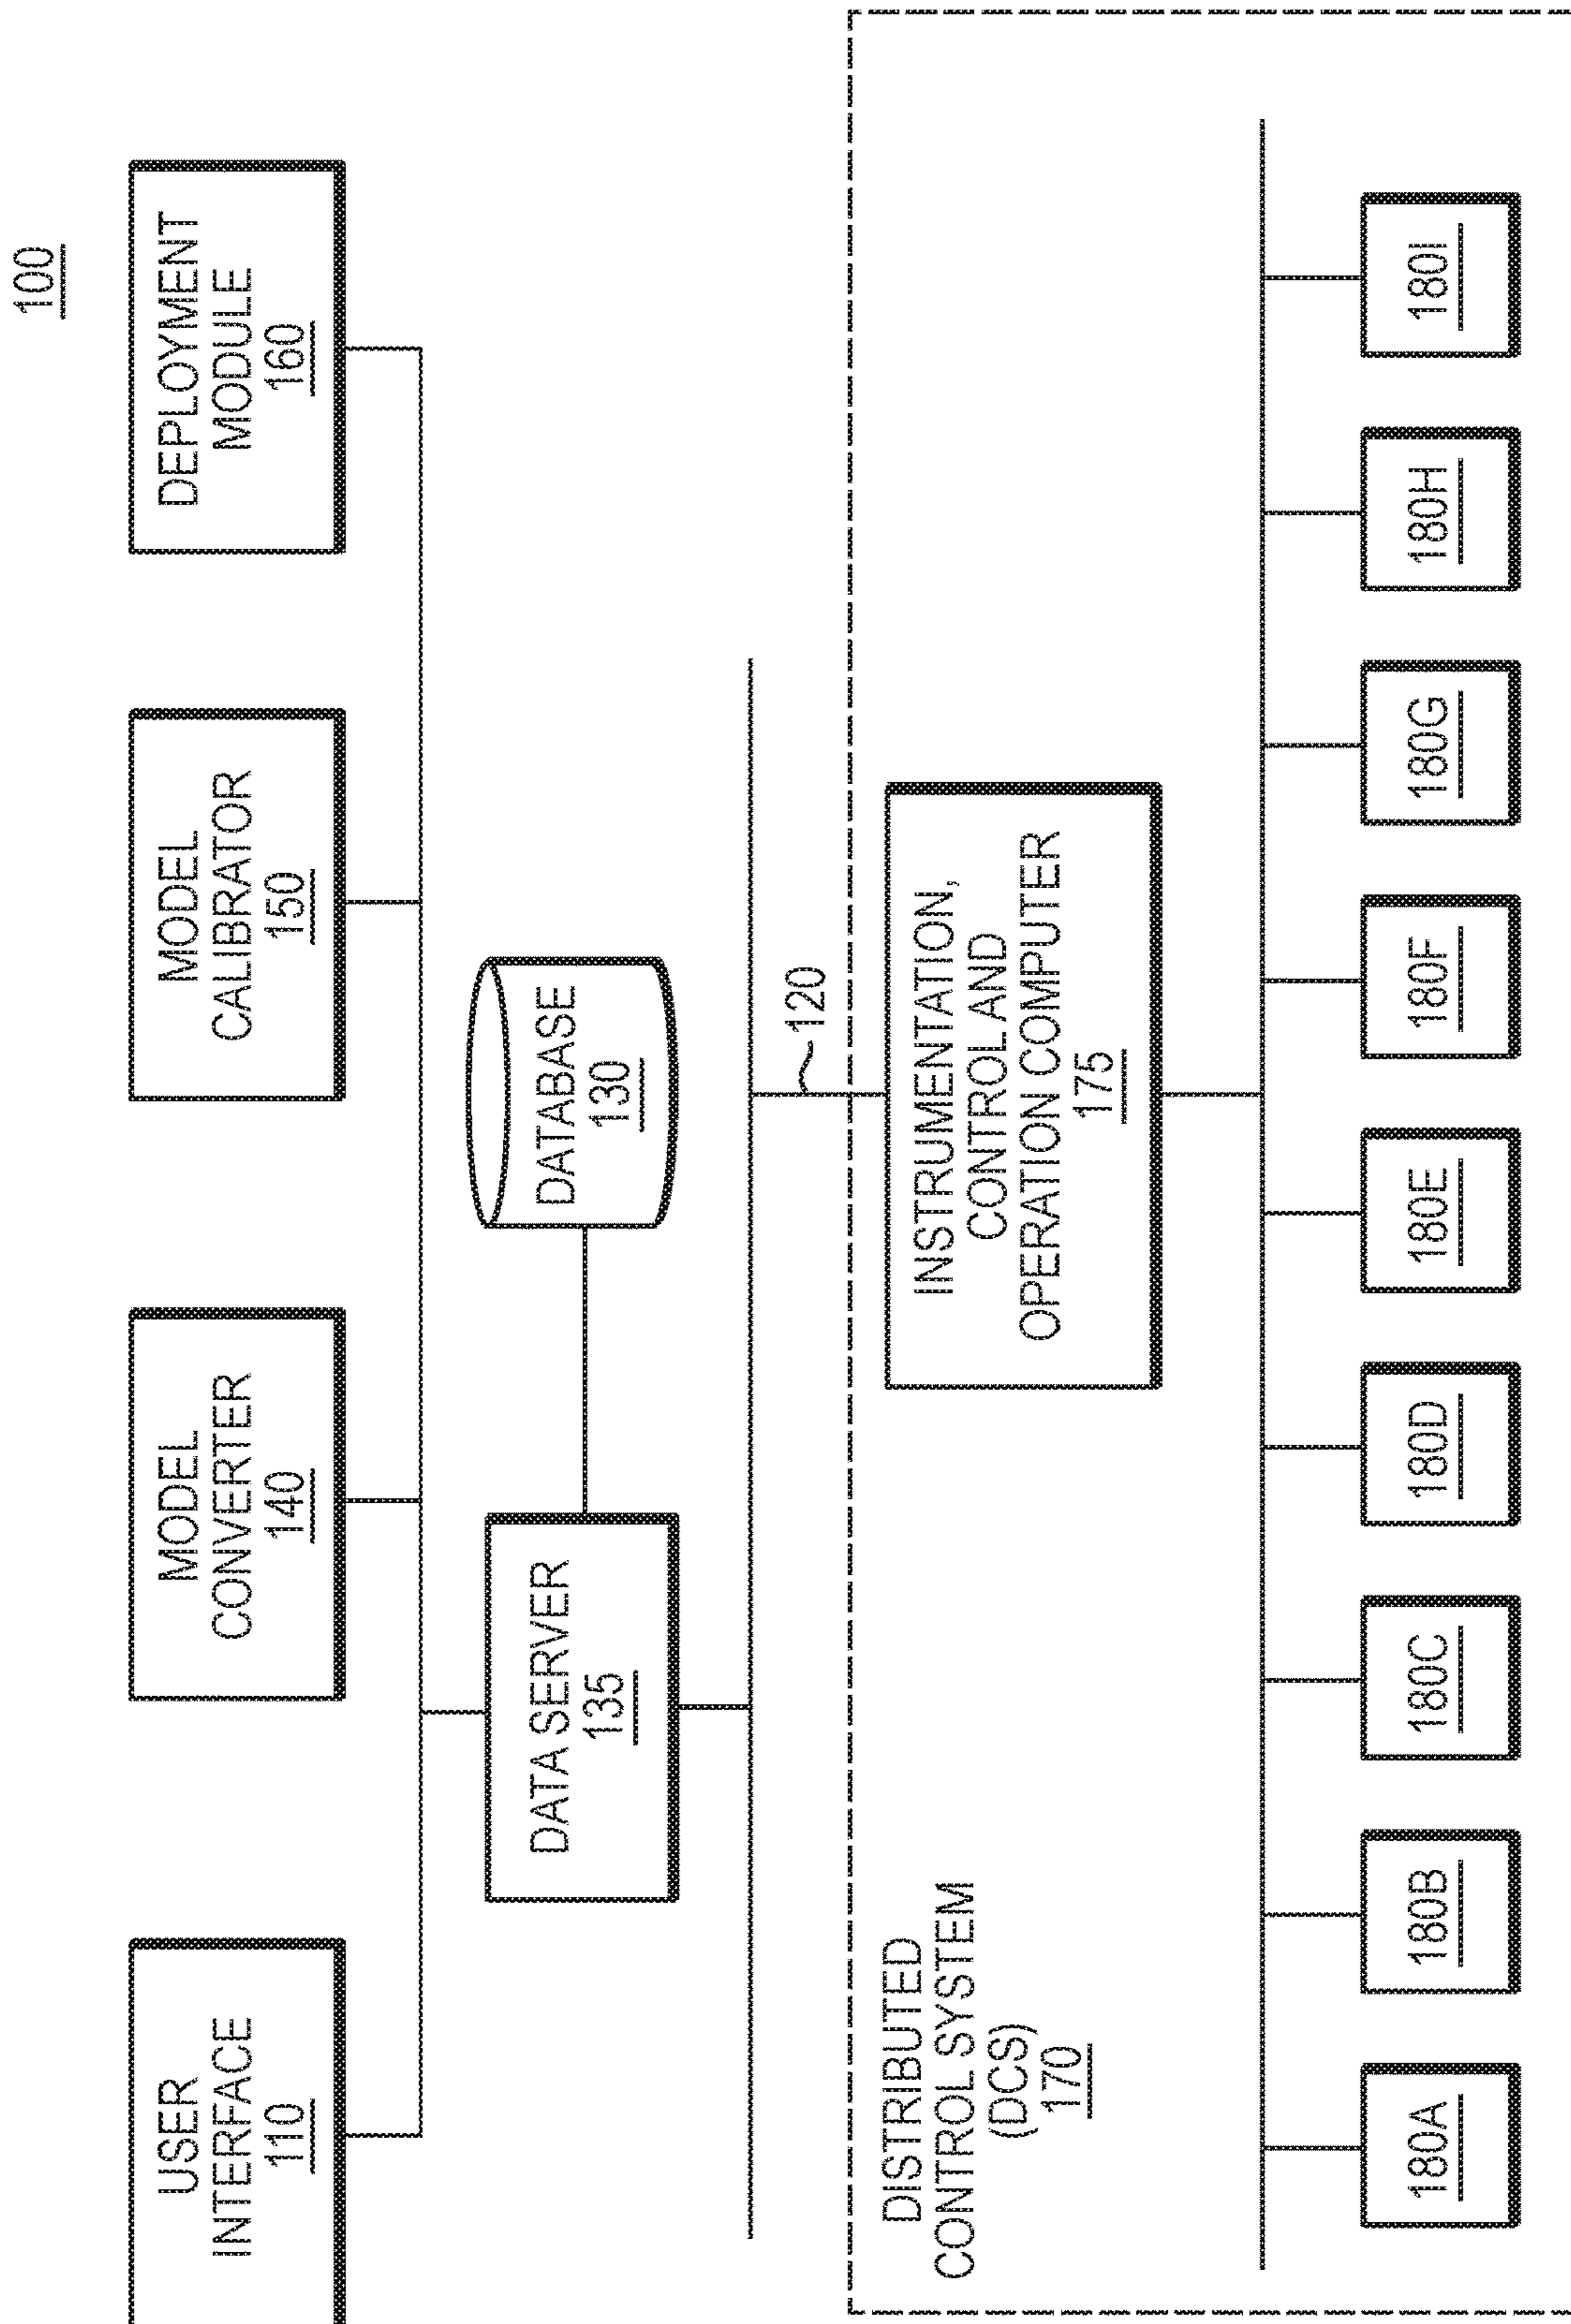 100
USER
INTERFACE
110
MODEL
CONVERTER
140
MODEL
CALIBRATOR
150
DEPLOYMENT
MODULE
160
DATA SERVER
135
DATABASE
130
120
DISTRIBUTED
CONTROL SYSTEM
(DCS)
170
INSTRUMENTATION,
CONTROL AND
OPERATION COMPUTER
175
180A
180B
180C
180D
180E
180F
180G
180H
180I